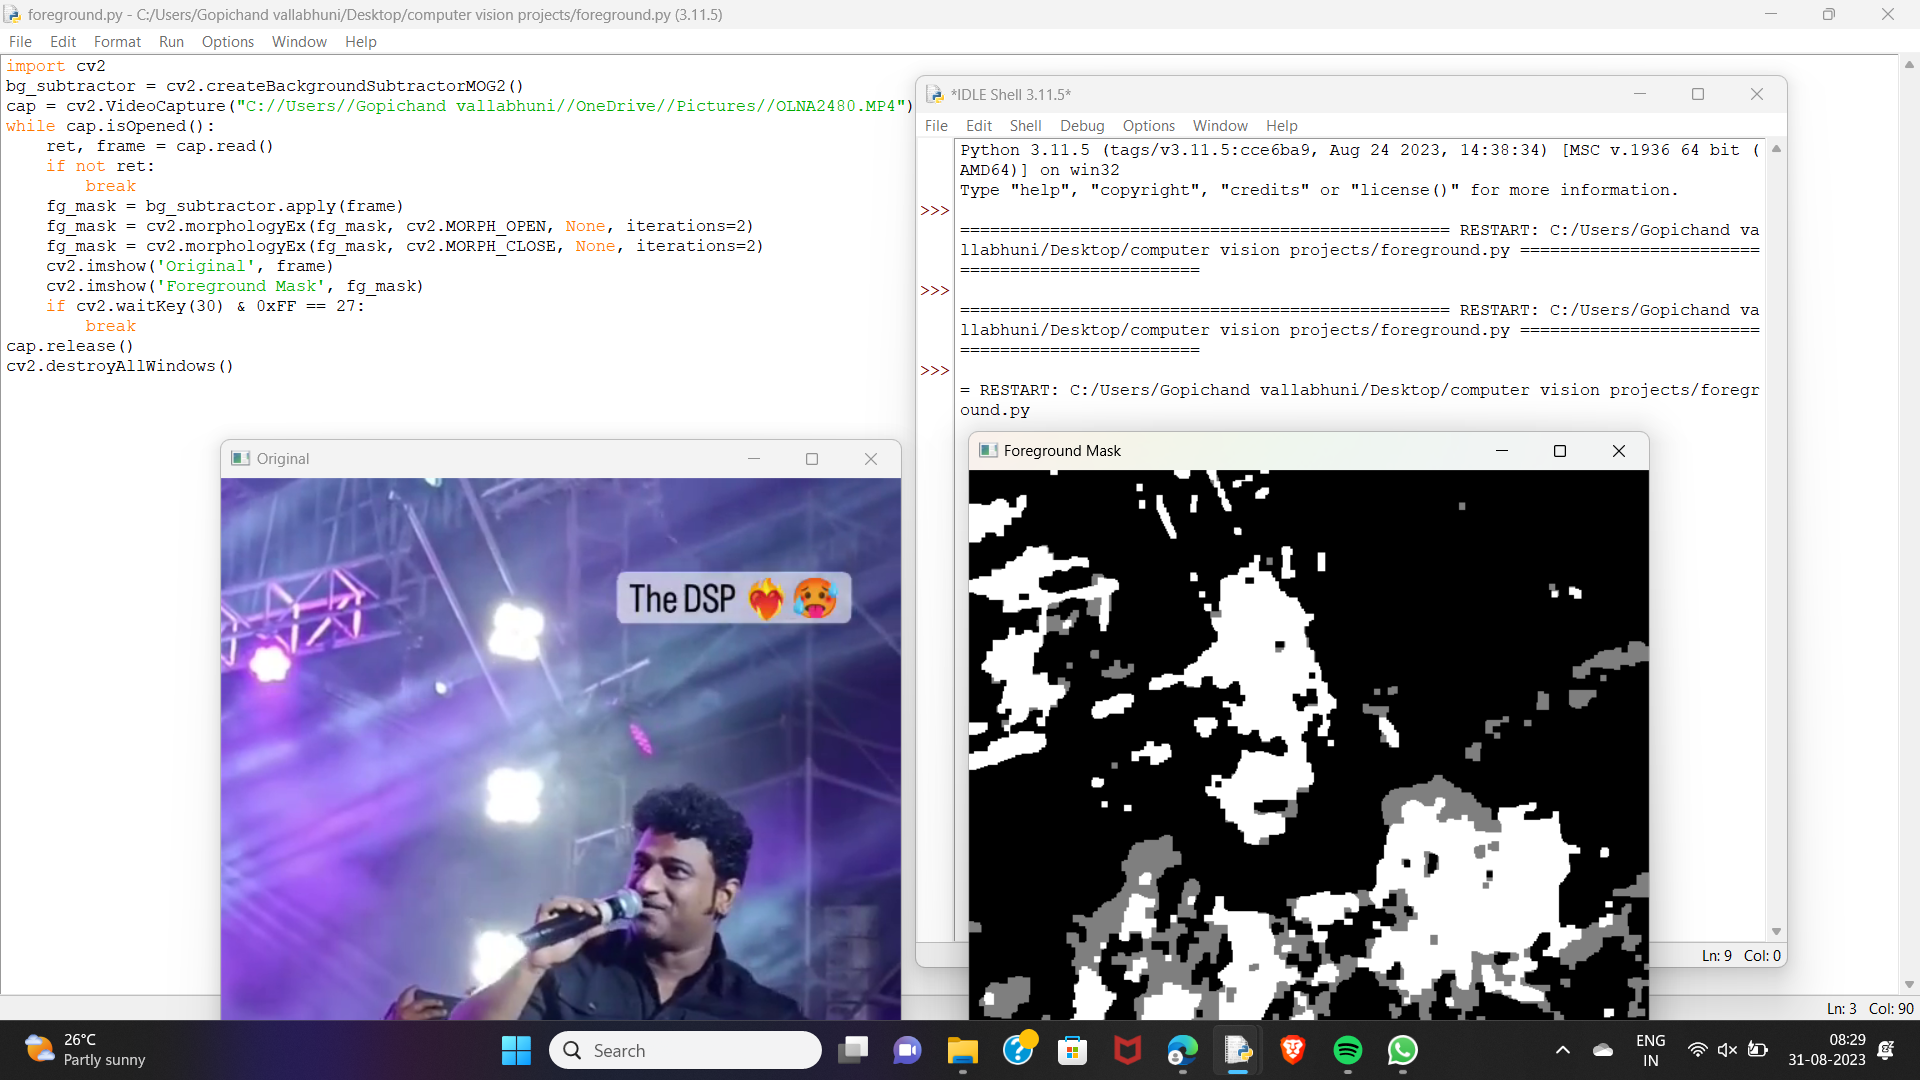 foreground.py - C:/Users/Gopichand vallabhuni/Desktop/computer vision projects/foreground.py (3.11.5)
File Edit Format Run Options Window Help
import cv2
bg_subtractor = cv2.createBackgroundSubtractorMOG2()
cap = cv2.VideoCapture("C://Users//Gopichand vallabhuni//OneDrive//Pictures//OLNA2480.MP4")
while cap.isOpened():
    ret, frame = cap.read()
    if not ret:
        break
    fg_mask = bg_subtractor.apply(frame)
    fg_mask = cv2.morphologyEx(fg_mask, cv2.MORPH_OPEN, None, iterations=2)
    fg_mask = cv2.morphologyEx(fg_mask, cv2.MORPH_CLOSE, None, iterations=2)
    cv2.imshow('Original', frame)
    cv2.imshow('Foreground Mask', fg_mask)
    if cv2.waitKey(30) & 0xFF == 27:
        break
cap.release()
cv2.destroyAllWindows()
*IDLE Shell 3.11.5*
File Edit Shell Debug Options Window Help
Python 3.11.5 (tags/v3.11.5:cce6ba9, Aug 24 2023, 14:38:34) [MSC v.1936 64 bit (
AMD64)] on win32
Type "help", "copyright", "credits" or "license()" for more information.
>>>
================================================= RESTART: C:/Users/Gopichand va
llabhuni/Desktop/computer vision projects/foreground.py ========================
========================
>>>
================================================= RESTART: C:/Users/Gopichand va
llabhuni/Desktop/computer vision projects/foreground.py ========================
========================
>>>
= RESTART: C:/Users/Gopichand vallabhuni/Desktop/computer vision projects/foregr
ound.py
Original
The DSP ❤️‍🔥 🥵
Foreground Mask
Ln: 9 Col: 0
Ln: 3 Col: 90
26°C
Partly sunny
Search
ENG
IN
08:29
31-08-2023